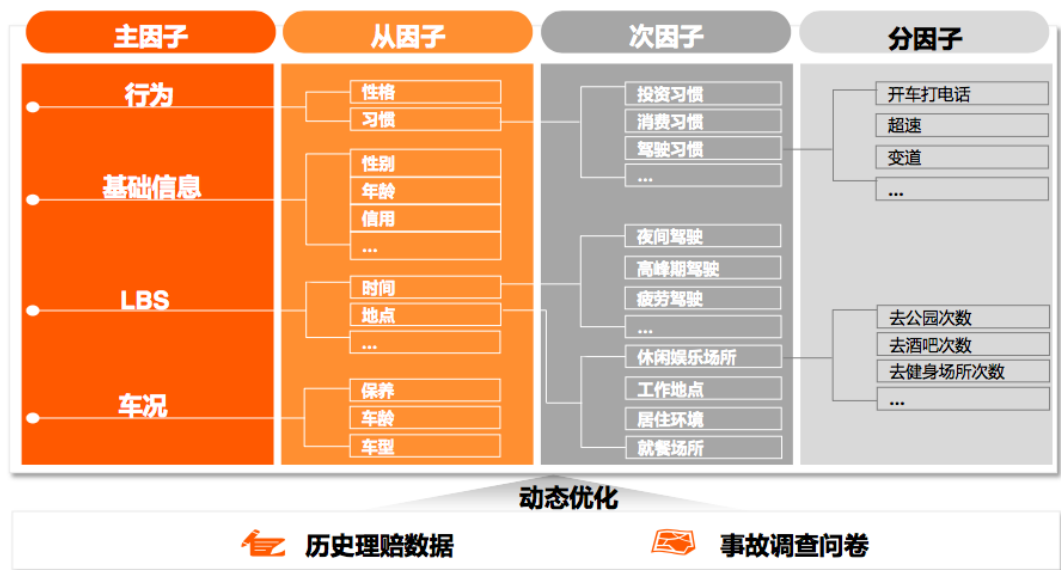 主因子
从因子
次因子
分因子
行为
基础信息
LBS
车况
性格
习惯
性别
年龄
信用
...
时间
地点
...
保养
车龄
车型
投资习惯
消费习惯
驾驶习惯
...
夜间驾驶
高峰期驾驶
疲劳驾驶
...
休闲娱乐场所
工作地点
居住环境
就餐场所
开车打电话
超速
变道
...
去公园次数
去酒吧次数
去健身场所次数
...
动态优化
历史理赔数据
事故调查问卷